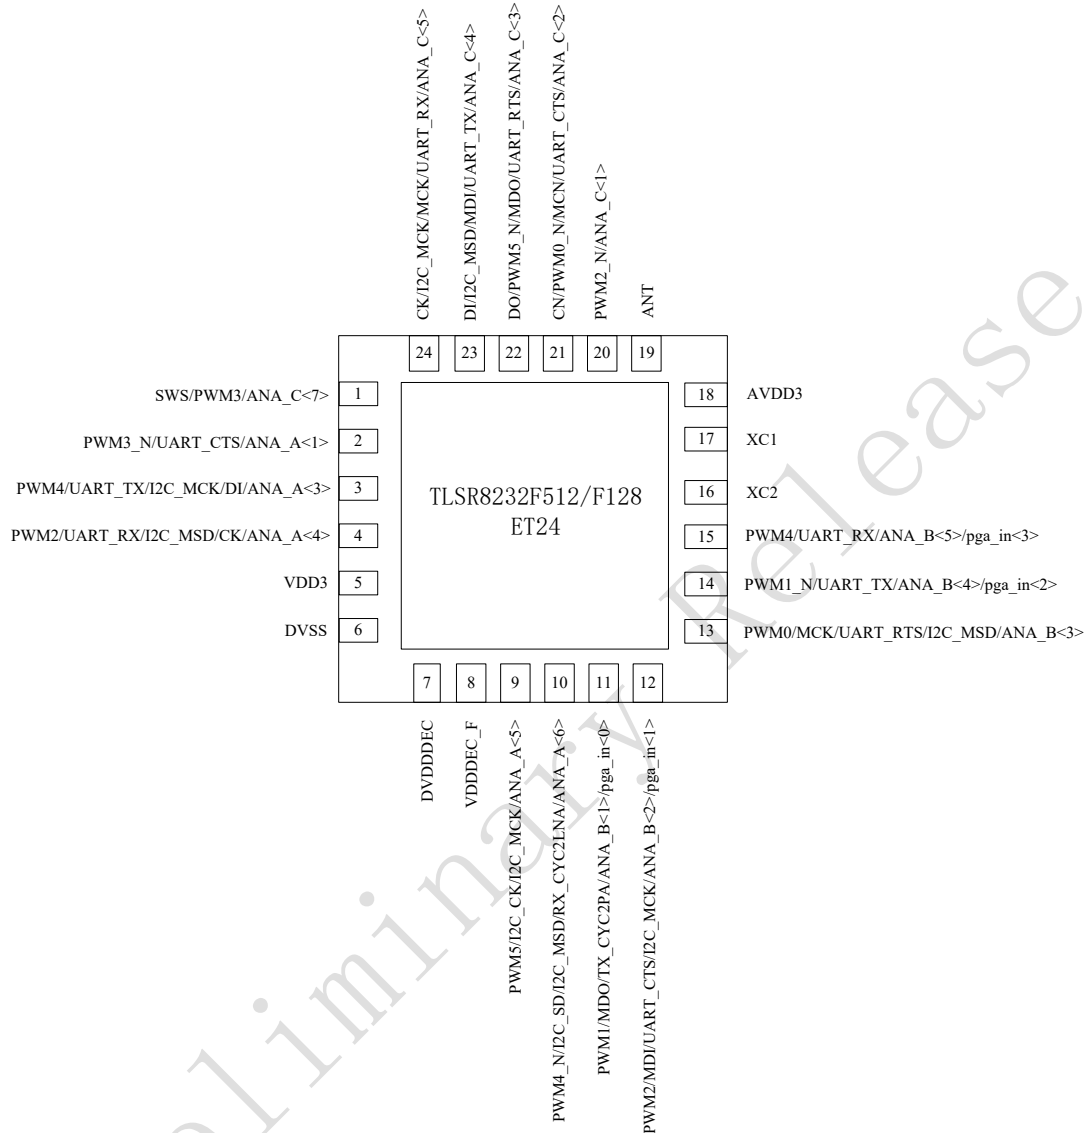 CK/I2C_MCK/MCK/UART_RX/ANA_C<5>
DI/I2C_MSD/MDI/UART_TX/ANA_C<4>
DO/PWM5_N/MDO/UART_RTS/ANA_C<3>
CN/PWM0_N/MCN/UART_CTS/ANA_C<2>
PWM2_N/ANA_C<1>
ANT
24
23
22
21
20
19
SWS/PWM3/ANA_C<7>
1
PWM3_N/UART_CTS/ANA_A<1>
2
PWM4/UART_TX/I2C_MCK/DI/ANA_A<3>
3
PWM2/UART_RX/I2C_MSD/CK/ANA_A<4>
4
VDD3
5
DVSS
6
TLSR8232F512/F128
ET24
18
AVDD3
17
XC1
16
XC2
15
PWM4/UART_RX/ANA_B<5>/pga_in<3>
14
PWM1_N/UART_TX/ANA_B<4>/pga_in<2>
13
PWM0/MCK/UART_RTS/I2C_MSD/ANA_B<3>
7
8
9
10
11
12
DVDDDEC
VDDDEC_F
PWM5/I2C_CK/I2C_MCK/ANA_A<5>
PWM4_N/I2C_SD/I2C_MSD/RX_CYC2LNA/ANA_A<6>
PWM1/MDO/TX_CYC2PA/ANA_B<1>/pga_in<0>
PWM2/MDI/UART_CTS/I2C_MCK/ANA_B<2>/pga_in<1>
eliminary Release